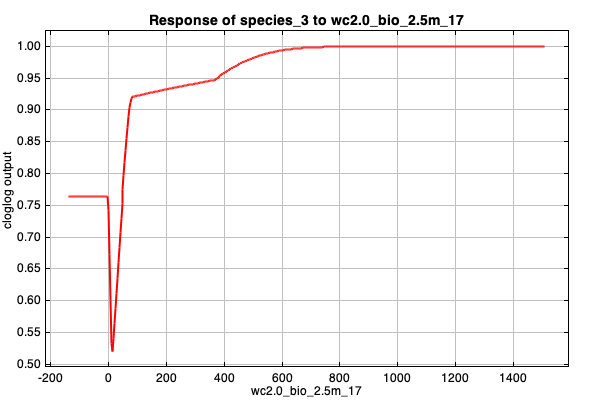 Response of species_3 to wc2.0_bio_2.5m_17
1.00
0.95
0.90
0.85
0.80
0.75
0.70
0.65
0.60
0.55
0.50
cloglog output
-200 0 200 400 600 800 1000 1200 1400
wc2.0_bio_2.5m_17